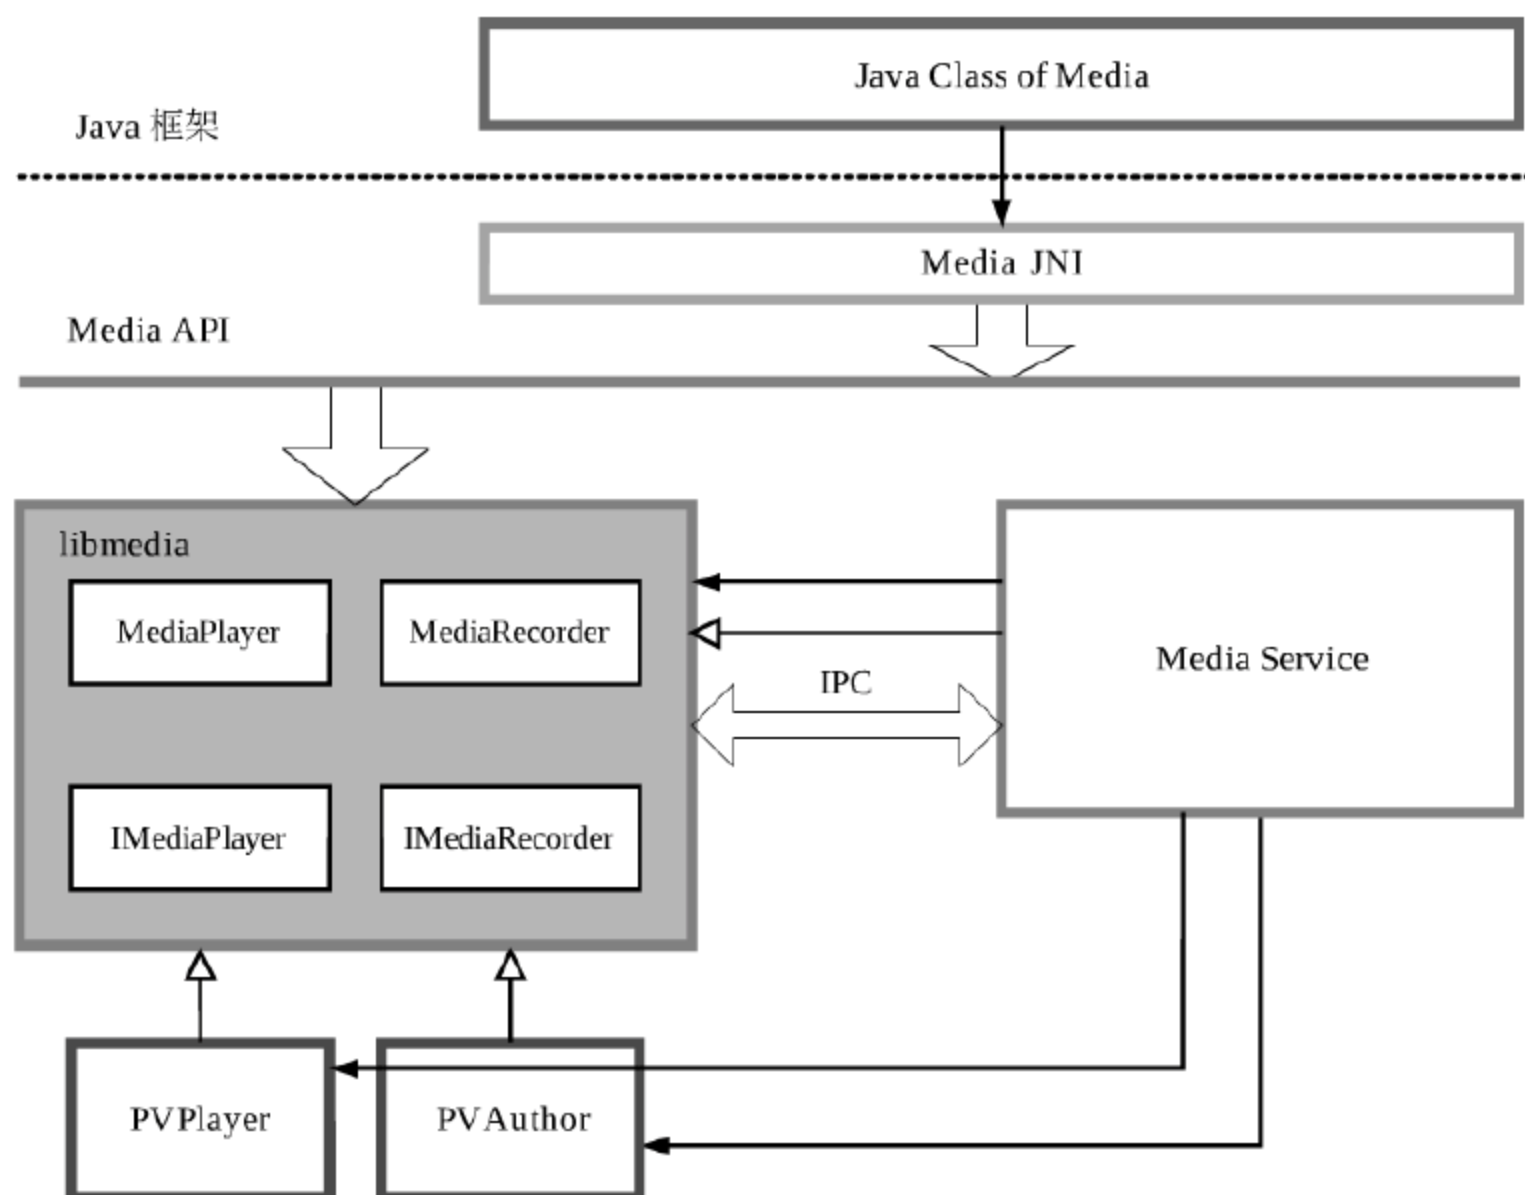 Java Class of Media
Java 框架
Media JNI
Media API
libmedia
MediaPlayer
MediaRecorder
IPC
Media Service
IMediaPlayer
IMediaRecorder
PVPlayer
PVAuthor